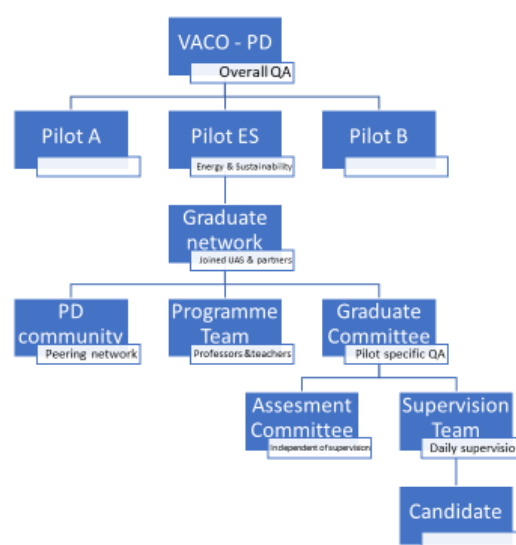 VACO - PD
Overall QA
Pilot A
Pilot ES
Energy & Sustainability
Pilot B
Graduate
network
Joined UAS & partners
PD
community
Peering network
Programme
Team
Professors &teachers
Graduate
Committee
Pilot specific QA
Assesment
Committee
Independent of supervision
Supervision
Team
Daily supervisio
Candidate